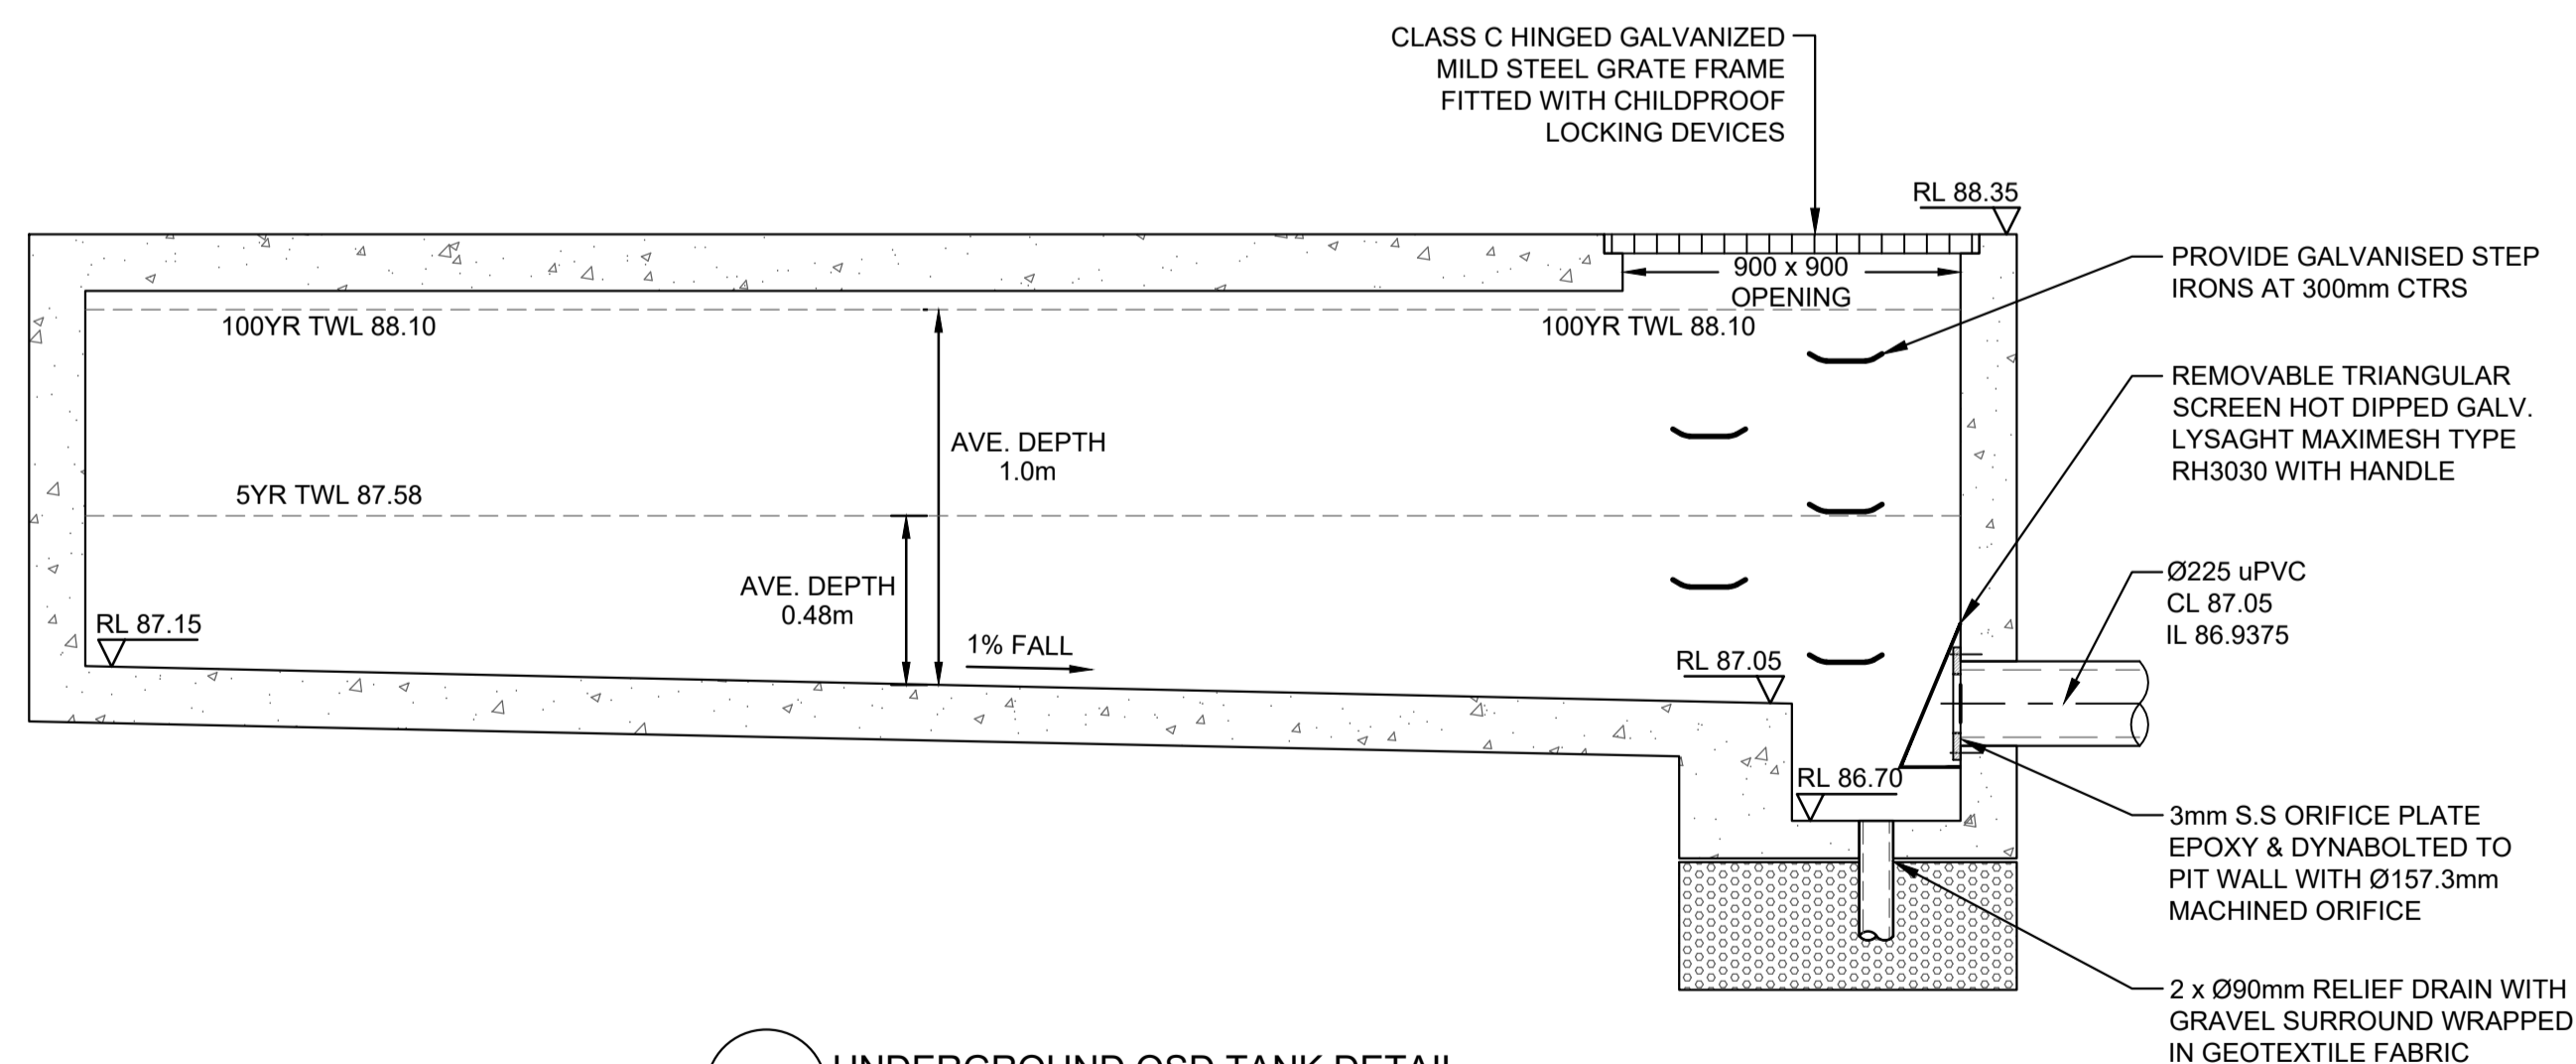 CLASS C HINGED GALVANIZED
MILD STEEL GRATE FRAME
FITTED WITH CHILDPROOF
LOCKING DEVICES
RL 88.35
PROVIDE GALVANISED STEP
IRONS AT 300mm CTRS
900 x 900
OPENING
100YR TWL 88.10
100YR TWL 88.10
REMOVABLE TRIANGULAR
SCREEN HOT DIPPED GALV.
LYSAGHT MAXIMESH TYPE
RH3030 WITH HANDLE
AVE. DEPTH
1.0m
5YR TWL 87.58
AVE. DEPTH
0.48m
Ø225 uPVC
CL 87.05
IL 86.9375
RL 87.15
1% FALL
RL 87.05
RL 86.70
3mm S.S ORIFICE PLATE
EPOXY & DYNABOLTED TO
PIT WALL WITH Ø157.3mm
MACHINED ORIFICE
2 x Ø90mm RELIEF DRAIN WITH
GRAVEL SURROUND WRAPPED
IN GEOTEXTILE FABRIC
UNDERGROUND OSD TANK DETAIL